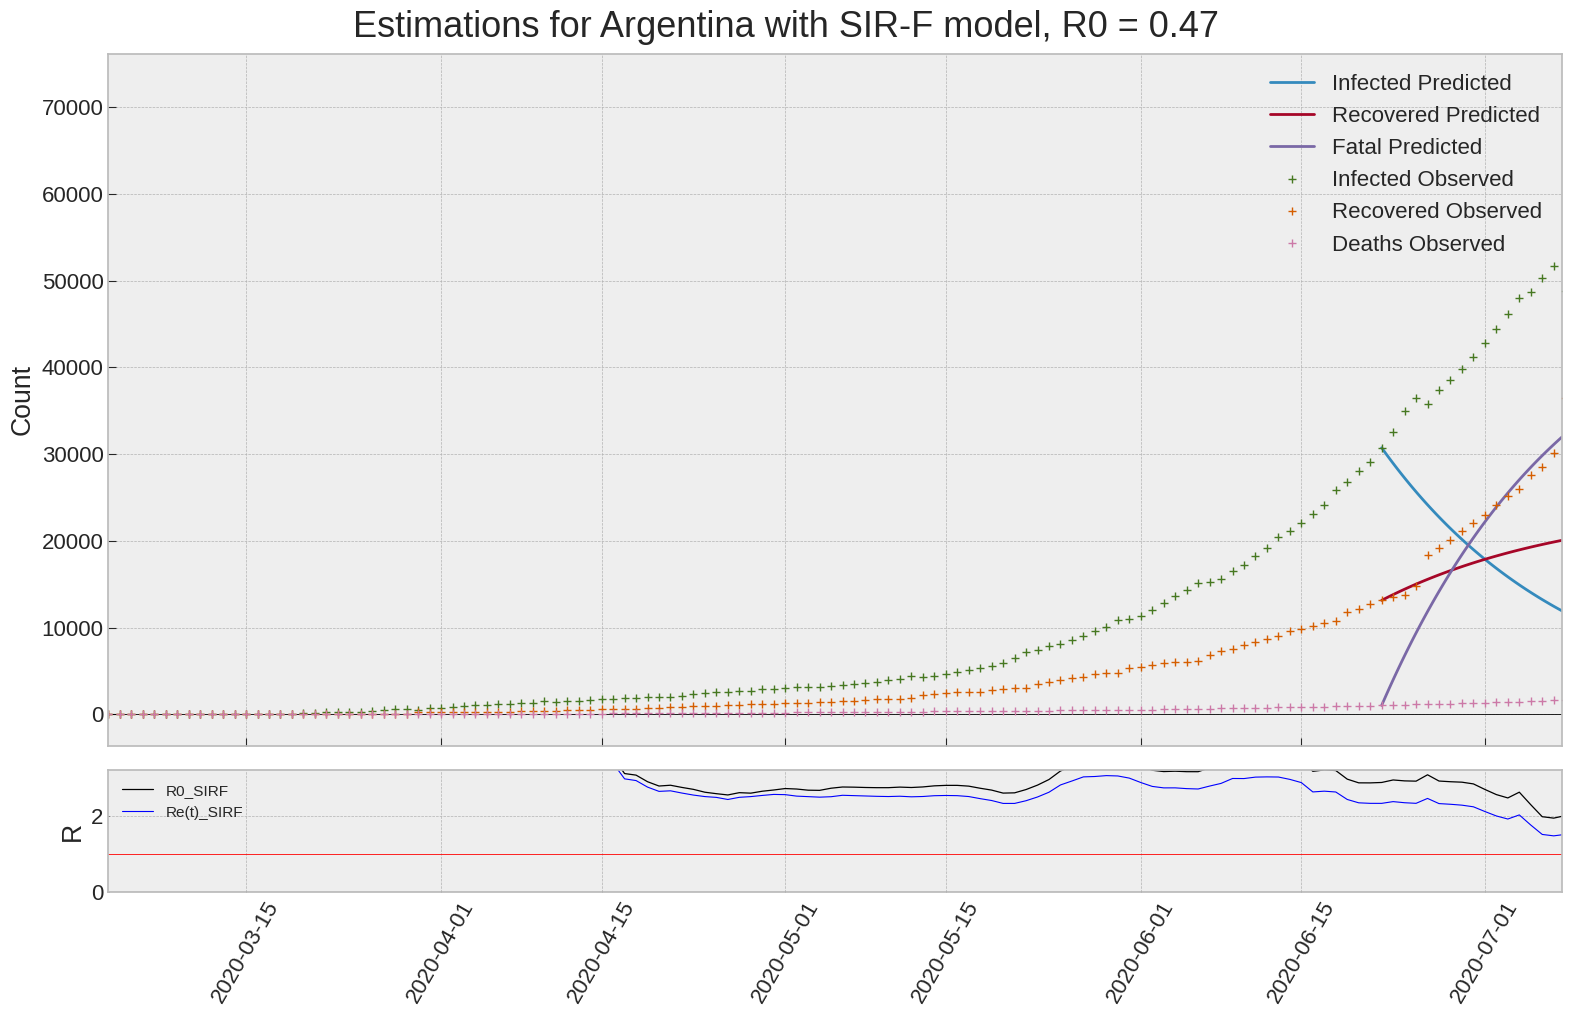 Estimations for Argentina with SIR-F model, R0 = 0.47
Infected Predicted
Recovered Predicted
Fatal Predicted
Infected Observed
Recovered Observed
Deaths Observed
70000
60000
50000
40000
30000
20000
10000
0
Count
R0_SIRF
Re(t)_SIRF
2
0
R
2020-03-15
2020-04-01
2020-04-15
2020-05-01
2020-05-15
2020-06-01
2020-06-15
2020-07-01